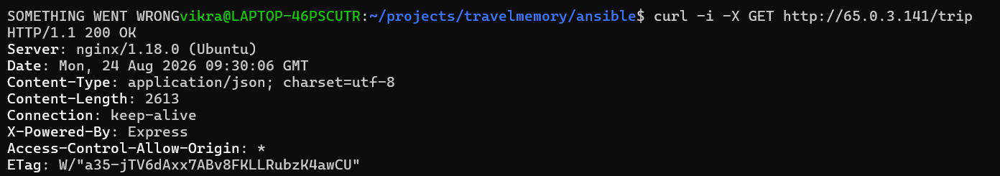 SOMETHING WENT WRONGvikra@LAPTOP-46PSCUTR:~/projects/travelmemory/ansible$ curl -i -X GET http://65.0.3.141/trip
HTTP/1.1 200 OK
Server: nginx/1.18.0 (Ubuntu)
Date: Mon, 24 Aug 2026 09:30:06 GMT
Content-Type: application/json; charset=utf-8
Content-Length: 2613
Connection: keep-alive
X-Powered-By: Express
Access-Control-Allow-Origin: *
ETag: W/"a35-jTV6dAxx7ABv8FKLLRubzK4awCU"